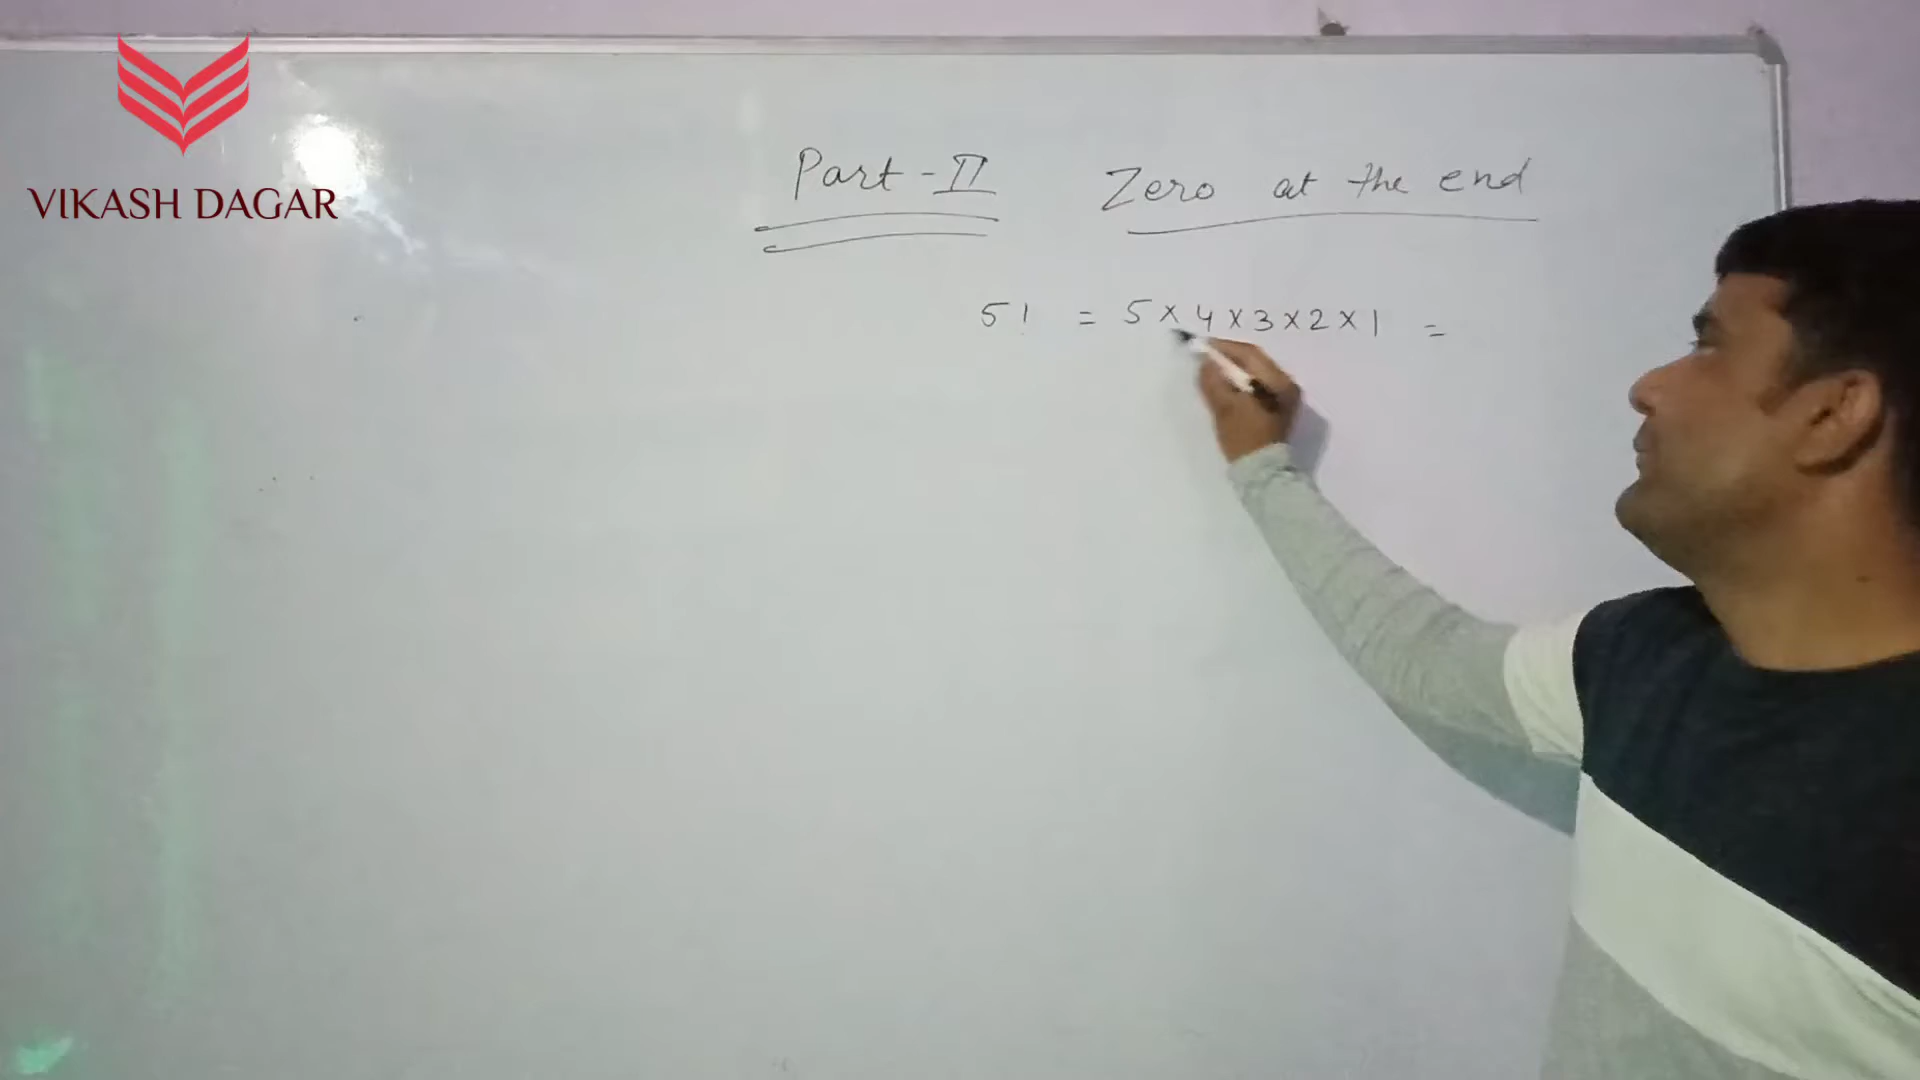 VIKASH DAGAR
Part - II Zero at the end
5! = 5 × 4 × 3 × 2 × 1 =